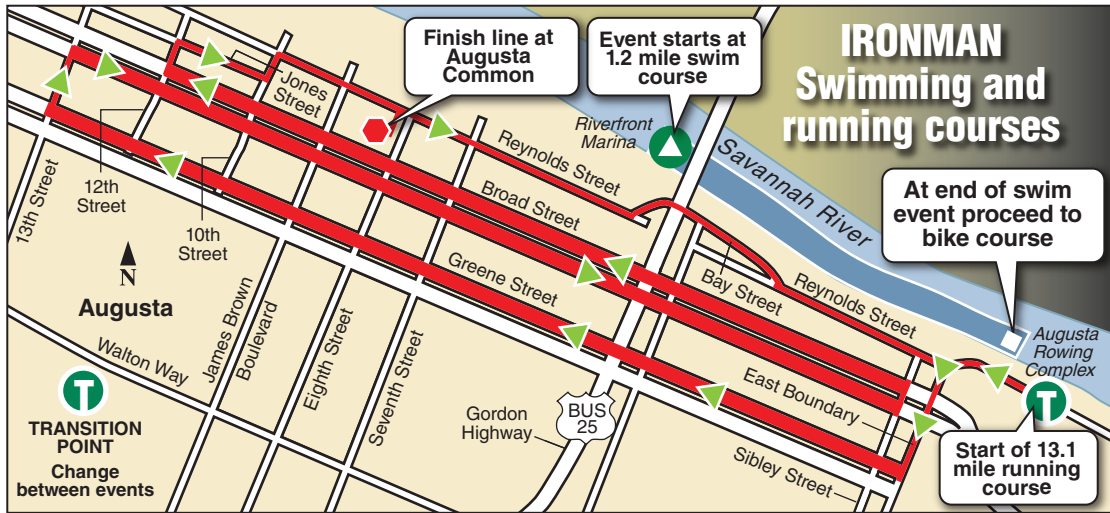 IRONMAN
Swimming and
running courses
Finish line at
Augusta
Common
Event starts at
1.2 mile swim
course
Riverfront
Marina
Savannah River
At end of swim
event proceed to
bike course
Augusta
Rowing
Complex
T
Start of 13.1
mile running
course
Jones
Street
Reynolds Street
Broad Street
Bay Street
Reynolds Street
Greene Street
East Boundary
Sibley Street
13th Street
12th
Street
10th
Street
James Brown
Boulevard
Eighth Street
Seventh Street
Gordon
Highway
BUS
25
Walton Way
N
Augusta
T
TRANSITION
POINT
Change
between events